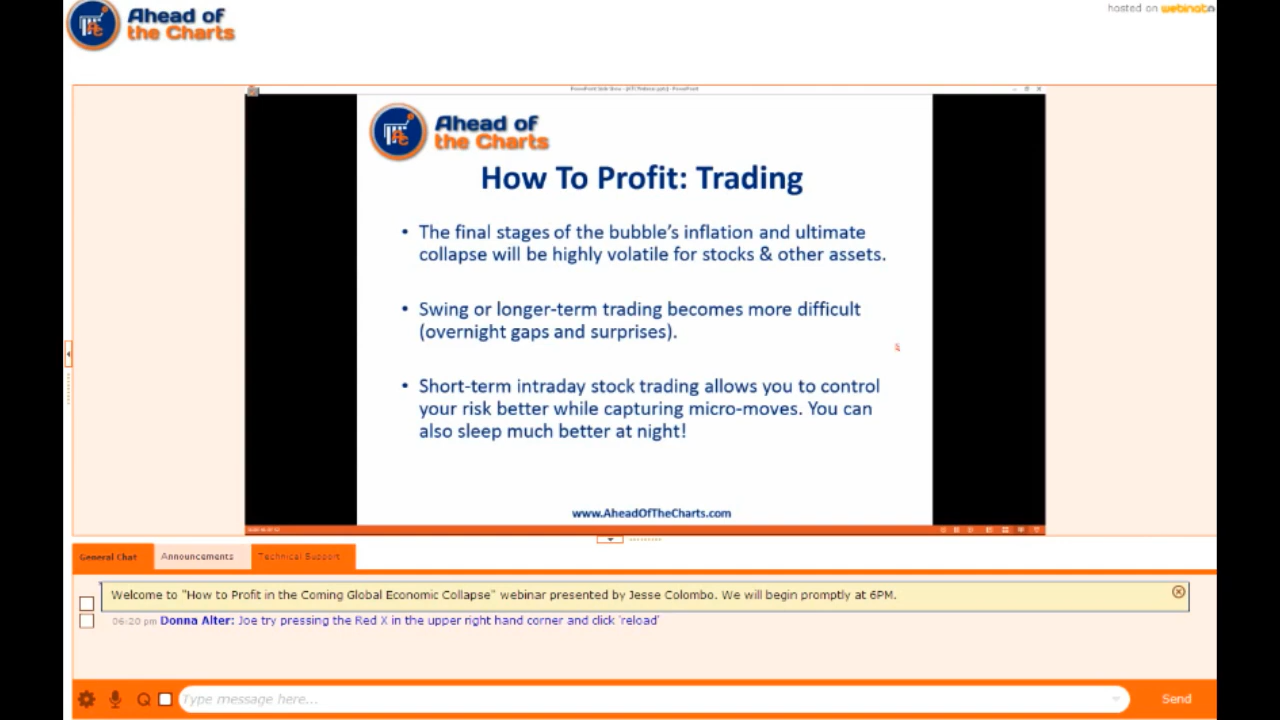 Ahead of
the Charts
hosted on webinato
Ahead of
the Charts
How To Profit: Trading
• The final stages of the bubble's inflation and ultimate
collapse will be highly volatile for stocks & other assets.
• Swing or longer-term trading becomes more difficult
(overnight gaps and surprises).
• Short-term intraday stock trading allows you to control
your risk better while capturing micro-moves. You can
also sleep much better at night!
www.AheadOfTheCharts.com
General Chat Announcements Technical Support
Welcome to "How to Profit in the Coming Global Economic Collapse" webinar presented by Jesse Colombo. We will begin promptly at 6PM.
06:20 pm Donna Alter: Joe try pressing the Red X in the upper right hand corner and click 'reload'
Type message here... Send